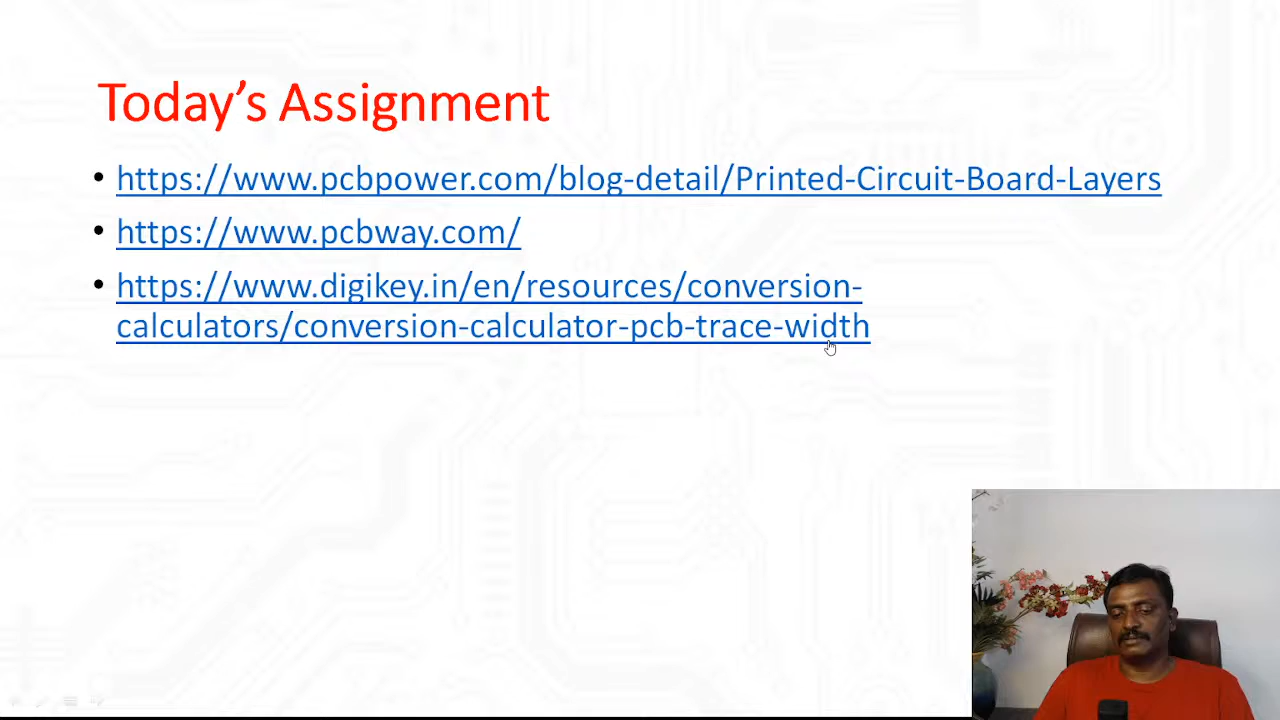 Today’s Assignment
• https://www.pcbpower.com/blog-detail/Printed-Circuit-Board-Layers
• https://www.pcbway.com/
• https://www.digikey.in/en/resources/conversion-
calculators/conversion-calculator-pcb-trace-width